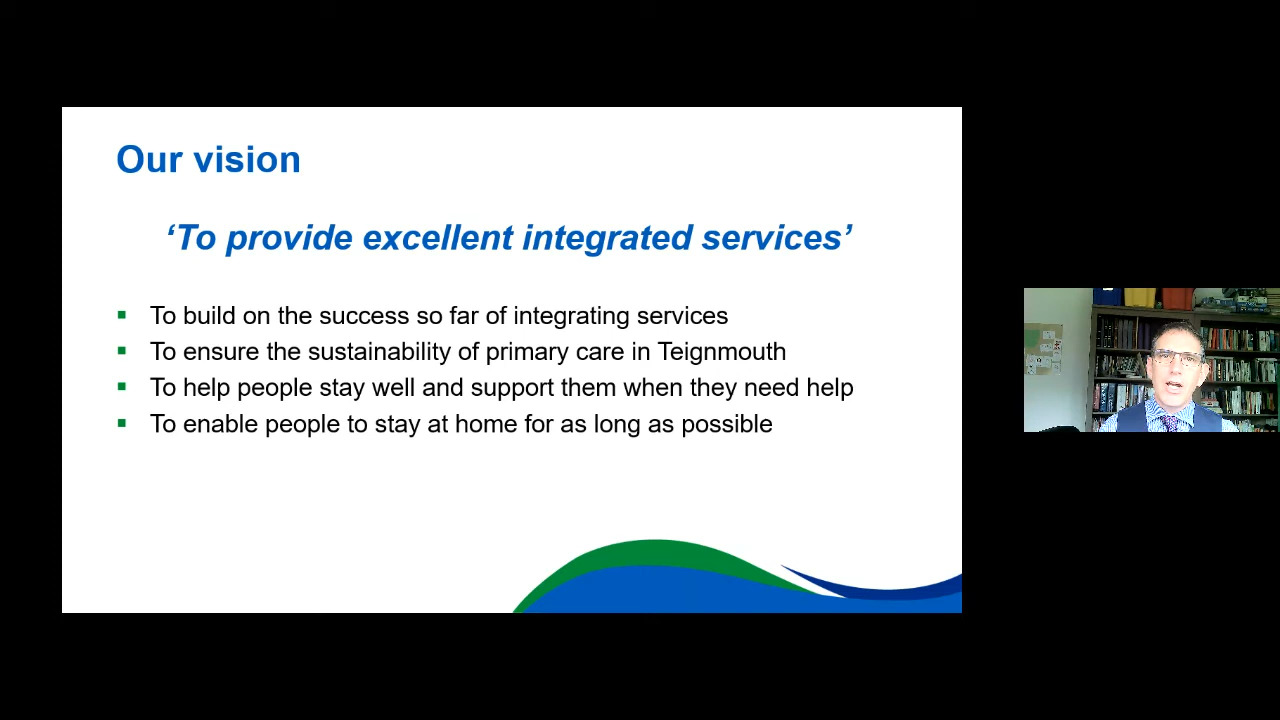 Our vision
‘To provide excellent integrated services’
To build on the success so far of integrating services
To ensure the sustainability of primary care in Teignmouth
To help people stay well and support them when they need help
To enable people to stay at home for as long as possible